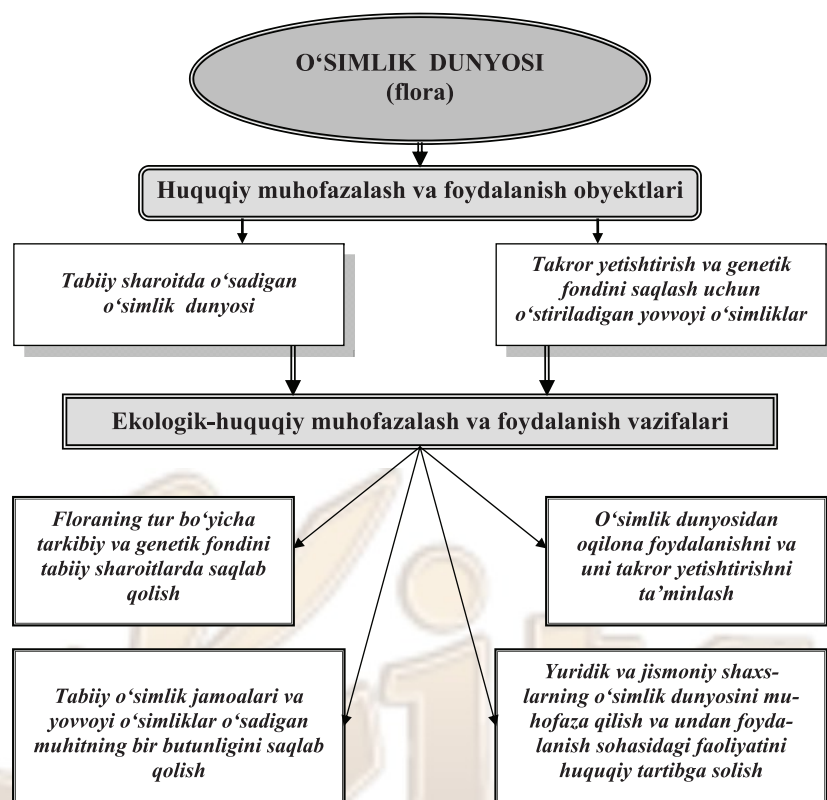 O‘SIMLIK DUNYOSI
(flora)
Huquqiy muhofazalash va foydalanish obyektlari
Tabiiy sharoitda o‘sadigan
o‘simlik dunyosi
Takror yetishtirish va genetik
fondini saqlash uchun
o‘stiriladigan yovvoyi o‘simliklar
Ekologik-huquqiy muhofazalash va foydalanish vazifalari
Floraning tur bo‘yicha
tarkibiy va genetik fondini
tabiiy sharoitlarda saqlab
qolish
O‘simlik dunyosidan
oqilona foydalanishni va
uni takror yetishtirishni
ta’minlash
Tabiiy o‘simlik jamoalari va
yovvoyi o‘simliklar o‘sadigan
muhitning bir butunligini saqlab
qolish
Yuridik va jismoniy shaxs-
larning o‘simlik dunyosini mu-
hofaza qilish va undan foyda-
lanish sohasidagi faoliyatini
huquqiy tartibga solish